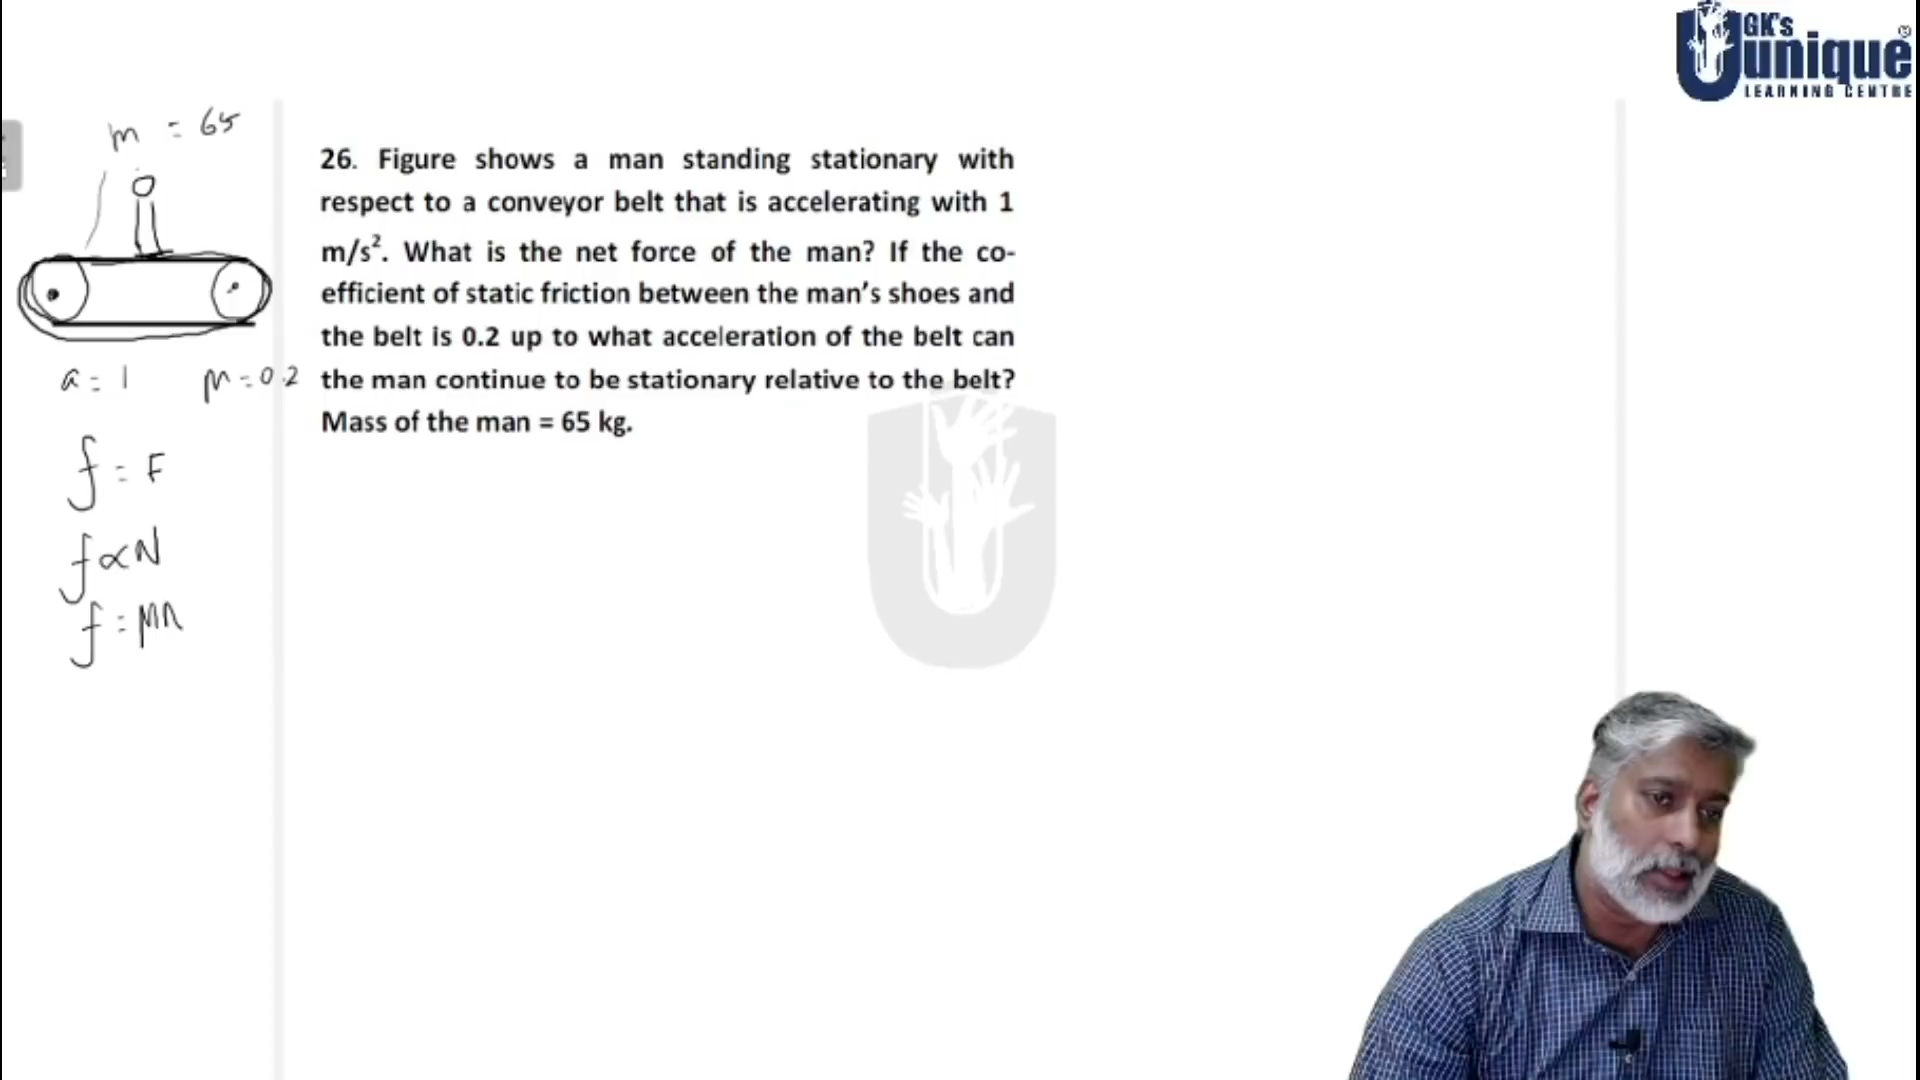 GK's
unique
LEARNING CENTRE
m = 65
26. Figure shows a man standing stationary with
respect to a conveyor belt that is accelerating with 1
m/s². What is the net force of the man? If the co-
efficient of static friction between the man's shoes and
the belt is 0.2 up to what acceleration of the belt can
the man continue to be stationary relative to the belt?
Mass of the man = 65 kg.
a = 1 μ = 0.2
f = F
f ∝ N
f = μN